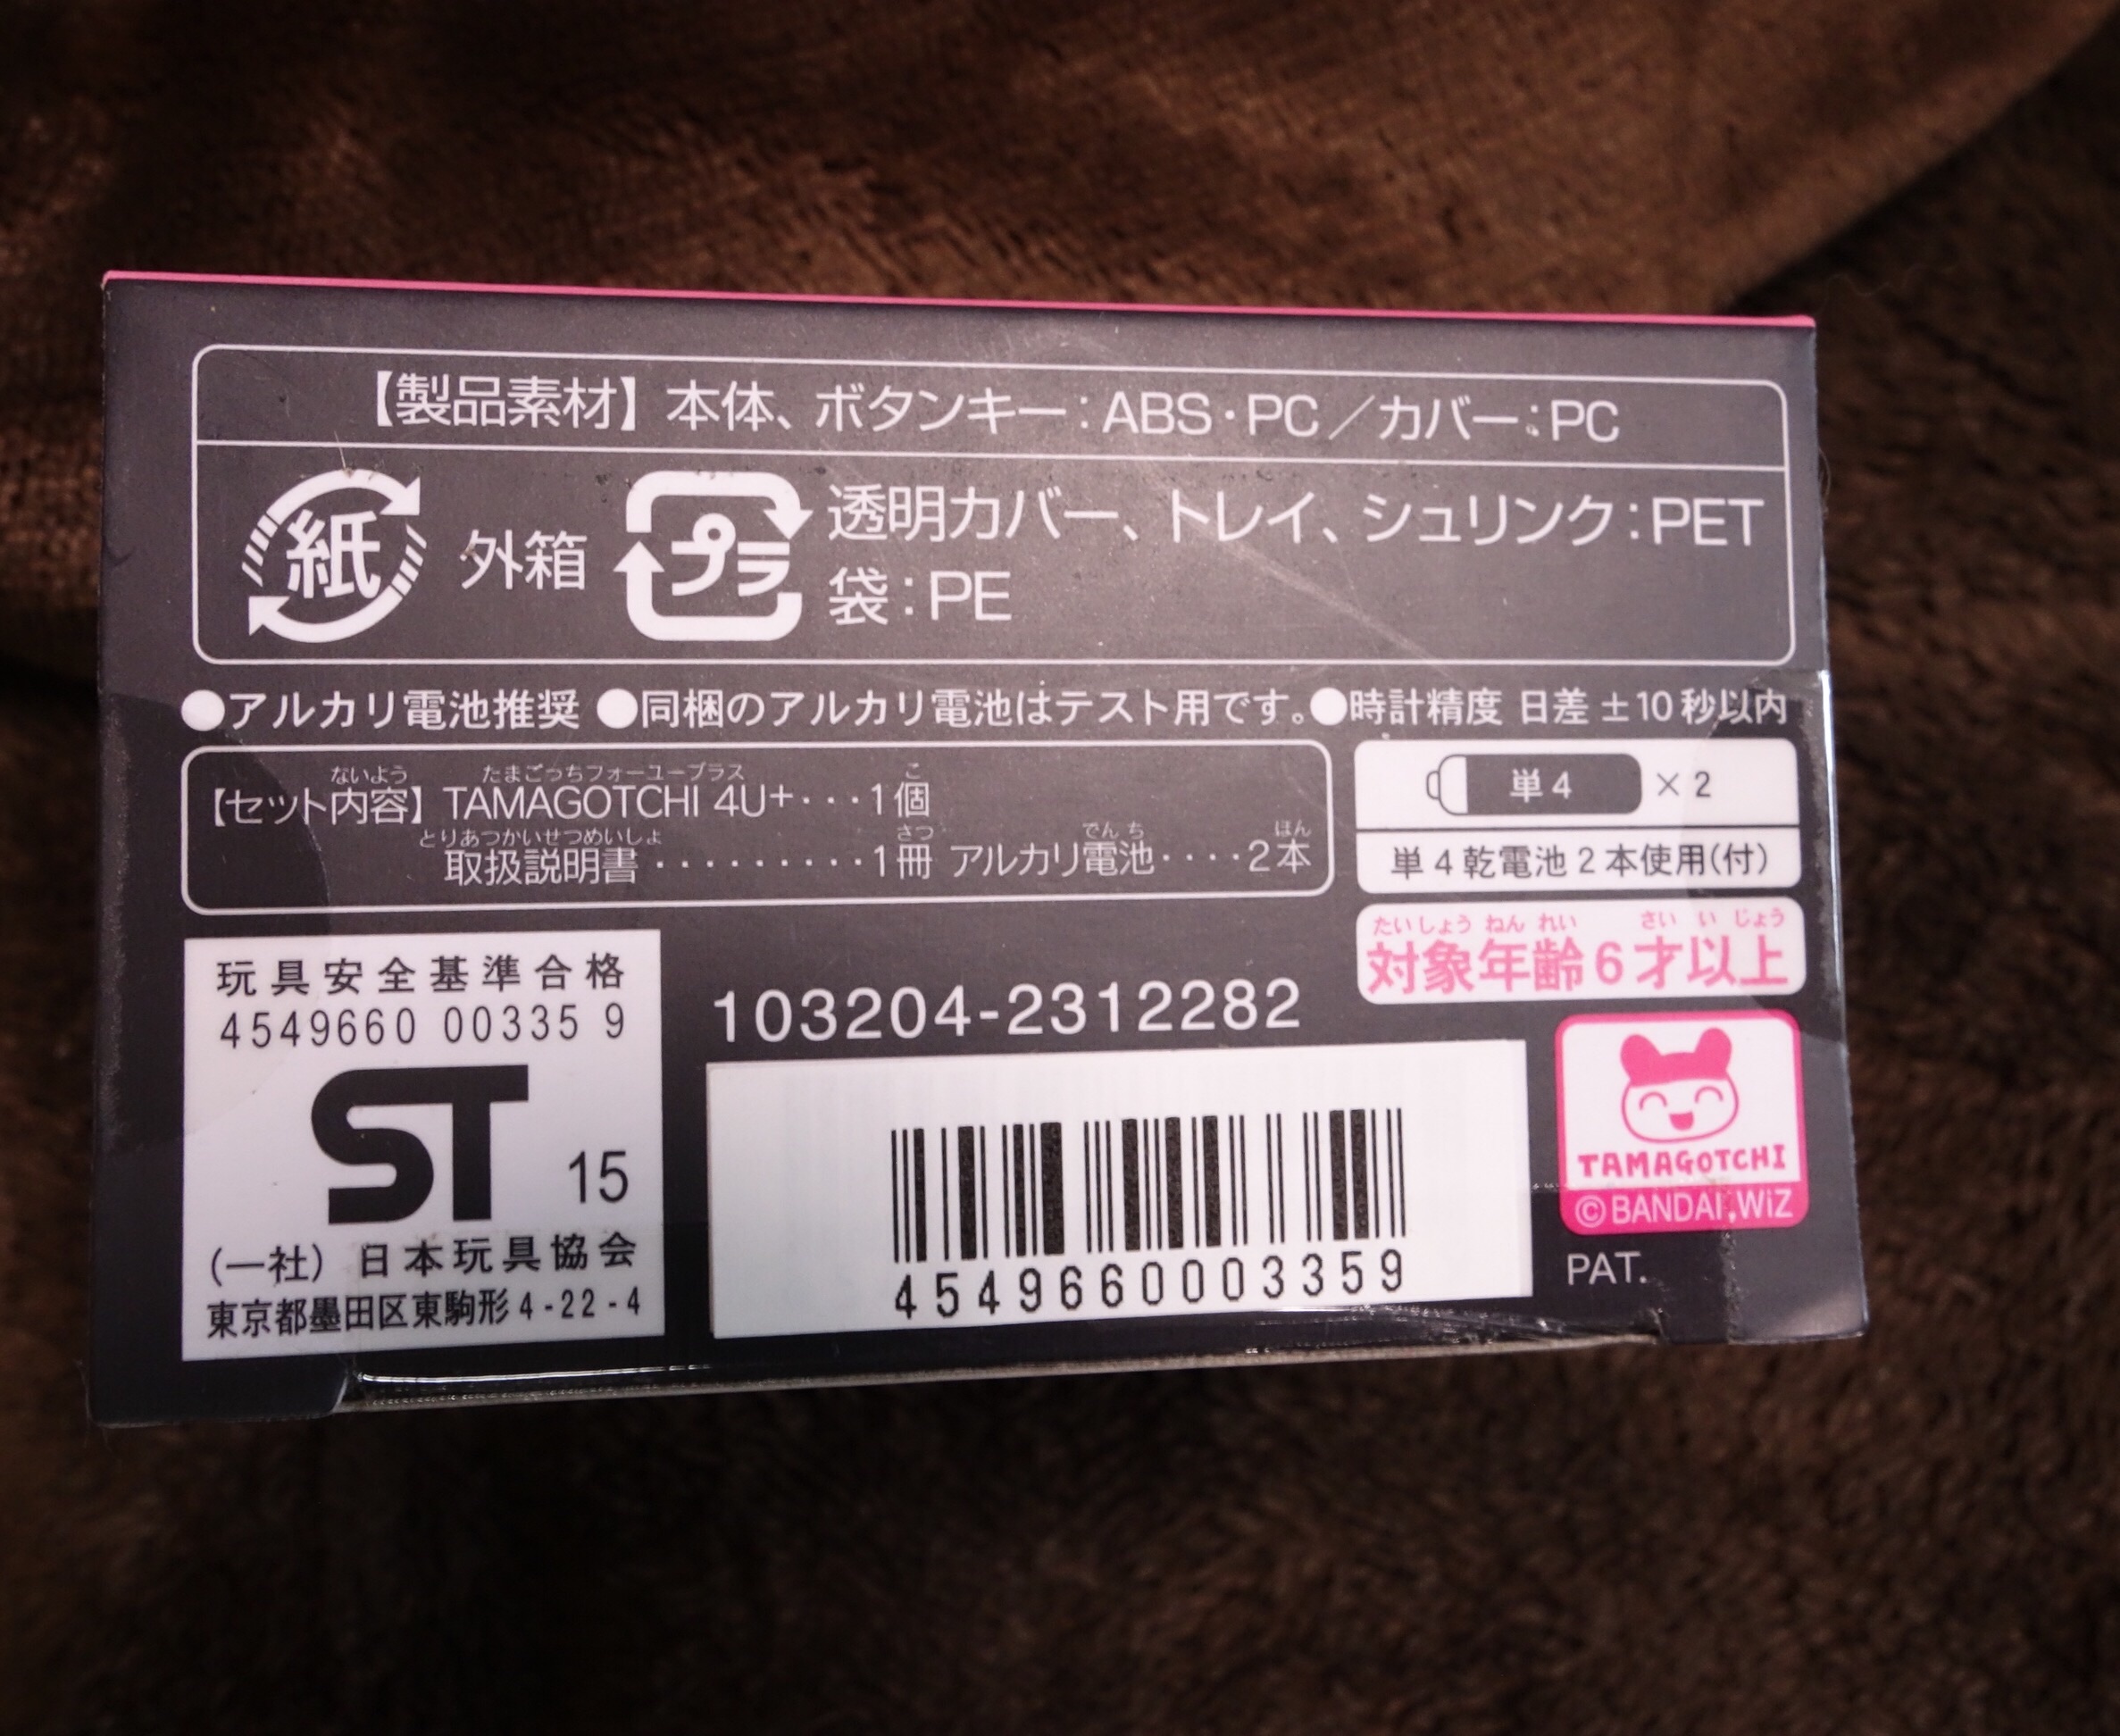 【製品素材】本体、ボタンキー：ABS・PC／カバー：PC
紙 外箱 プラ 透明カバー、トレイ、シュリンク：PET
袋：PE
●アルカリ電池推奨 ●同梱のアルカリ電池はテスト用です。●時計精度 日差±10秒以内
ないよう たまごっちフォーユープラス こ
【セット内容】TAMAGOTCHI 4U+・・・1個
とりあつかいせつめいしょ さつ でんち ほん
取扱説明書・・・・・・・・・1冊 アルカリ電池・・・・2本
単4 ×2
単4乾電池2本使用(付)
たいしょうねんれい さいいじょう
対象年齢6才以上
玩具安全基準合格
4549660 00335 9
ST 15
(一社) 日本玩具協会
東京都墨田区東駒形4-22-4
103204-2312282
4549660003359
TAMAGOTCHI
©BANDAI,WiZ
PAT.